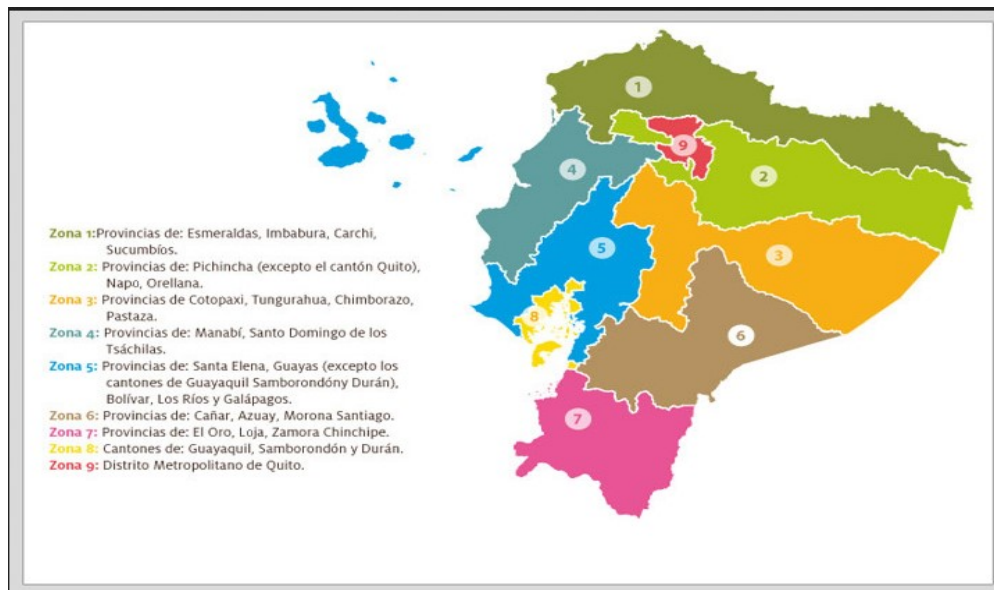 Zona 1:Provincias de: Esmeraldas, Imbabura, Carchi,
Sucumbíos.
Zona 2: Provincias de: Pichincha (excepto el cantón Quito),
Napo, Orellana.
Zona 3: Provincias de Cotopaxi, Tungurahua, Chimborazo,
Pastaza.
Zona 4: Provincias de: Manabí, Santo Domingo de los
Tsáchilas.
Zona 5: Provincias de: Santa Elena, Guayas (excepto los
cantones de Guayaquil Samborondóny Durán),
Bolívar, Los Ríos y Galápagos.
Zona 6: Provincias de: Cañar, Azuay, Morona Santiago.
Zona 7: Provincias de: El Oro, Loja, Zamora Chinchipe.
Zona 8: Cantones de: Guayaquil, Samborondón y Durán.
Zona 9: Distrito Metropolitano de Quito.
1
9
4
2
5
3
8
6
7